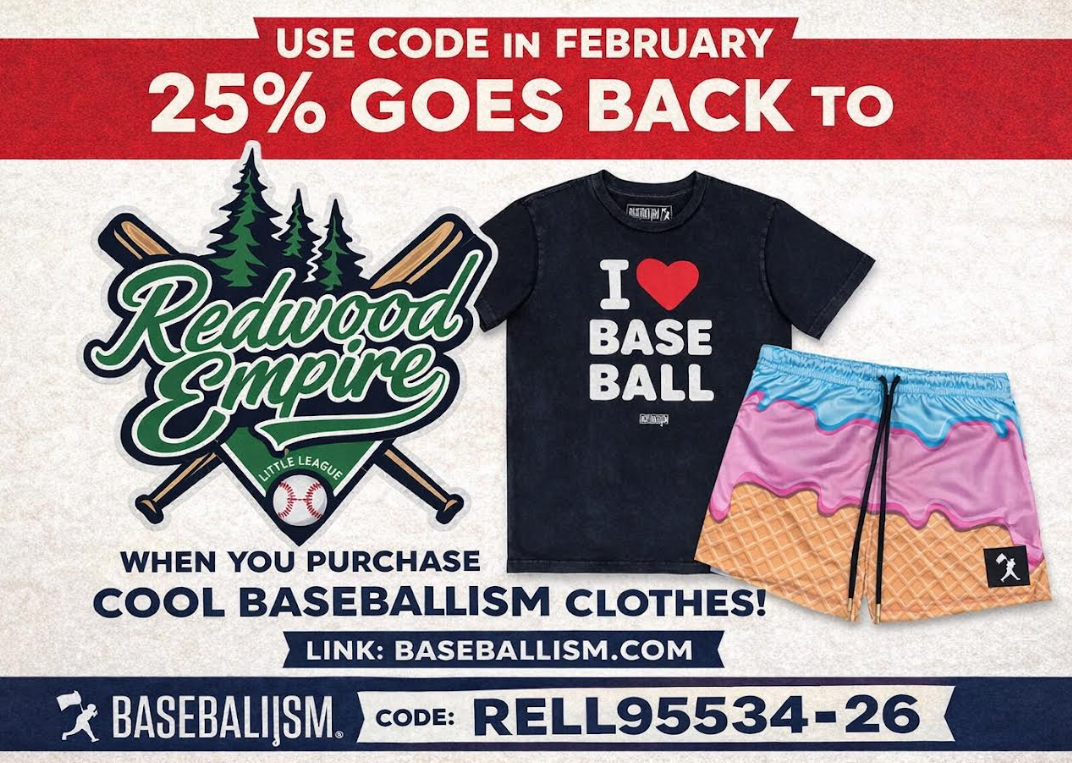 USE CODE IN FEBRUARY
25% GOES BACK TO
Redwood
Empire
LITTLE LEAGUE
I ♥
BASE
BALL
WHEN YOU PURCHASE
COOL BASEBALLISM CLOTHES!
LINK: BASEBALLISM.COM
BASEBALLISM®
CODE: RELL95534-26